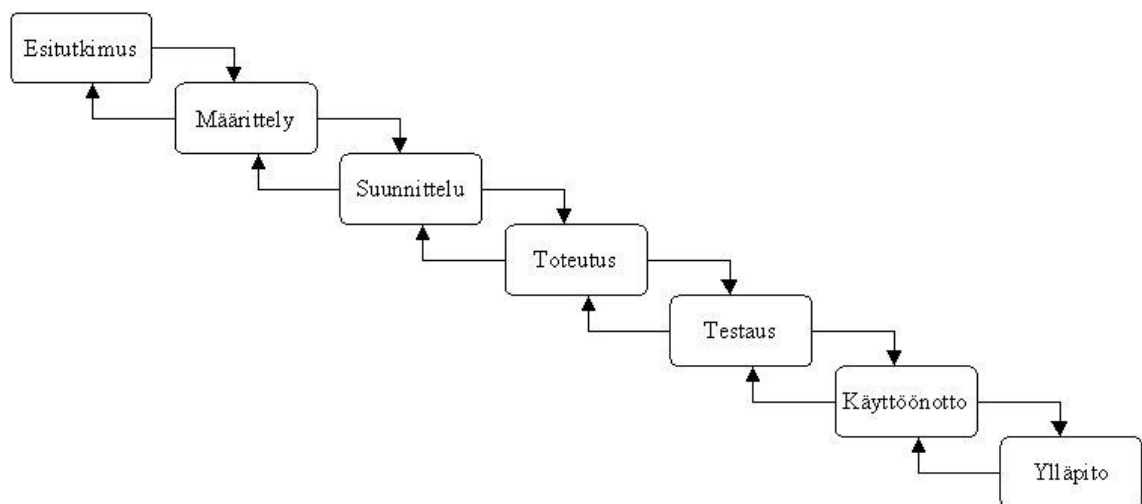 Esitutkimus
Määrittely
Suunnittelu
Toteutus
Testaus
Käyttöönotto
Ylläpito